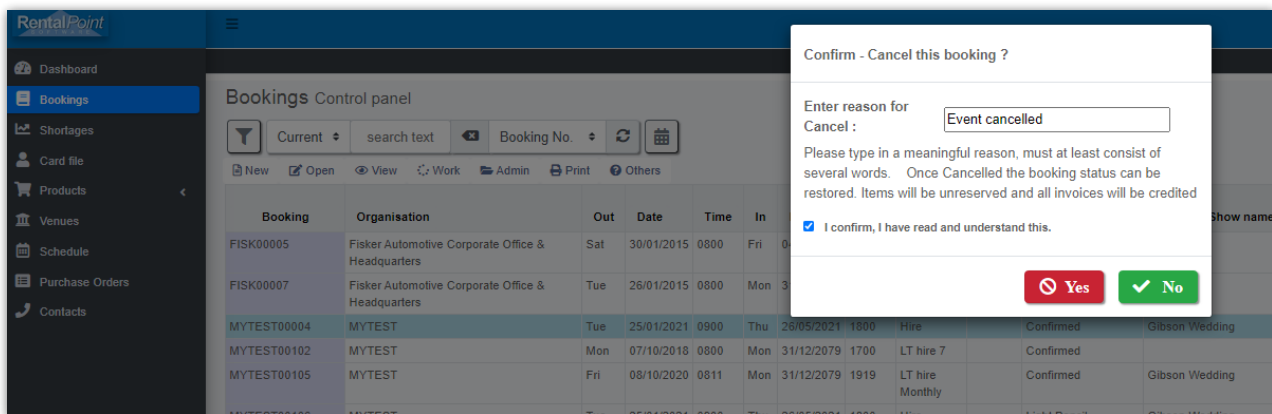 RentalPoint
SOFTWARE
Dashboard
Bookings
Shortages
Card file
Products
Venues
Schedule
Purchase Orders
Contacts
Bookings Control panel
Current search text Booking No.
New Open View Work Admin Print Others
Booking Organisation Out Date Time In Show name
FISK00005 Fisker Automotive Corporate Office & Sat 30/01/2015 0800 Fri
Headquarters
FISK00007 Fisker Automotive Corporate Office & Tue 26/01/2015 0800 Mon
Headquarters
MYTEST00004 MYTEST Tue 25/01/2021 0900 Thu 26/05/2021 1800 Hire Confirmed Gibson Wedding
MYTEST00102 MYTEST Mon 07/10/2018 0800 Mon 31/12/2079 1700 LT hire 7 Confirmed
MYTEST00105 MYTEST Fri 08/10/2020 0811 Mon 31/12/2079 1919 LT hire Confirmed Gibson Wedding
Monthly
Confirm - Cancel this booking ?
Enter reason for
Cancel : Event cancelled
Please type in a meaningful reason, must at least consist of
several words. Once Cancelled the booking status can be
restored. Items will be unreserved and all invoices will be credited
I confirm, I have read and understand this.
Yes No